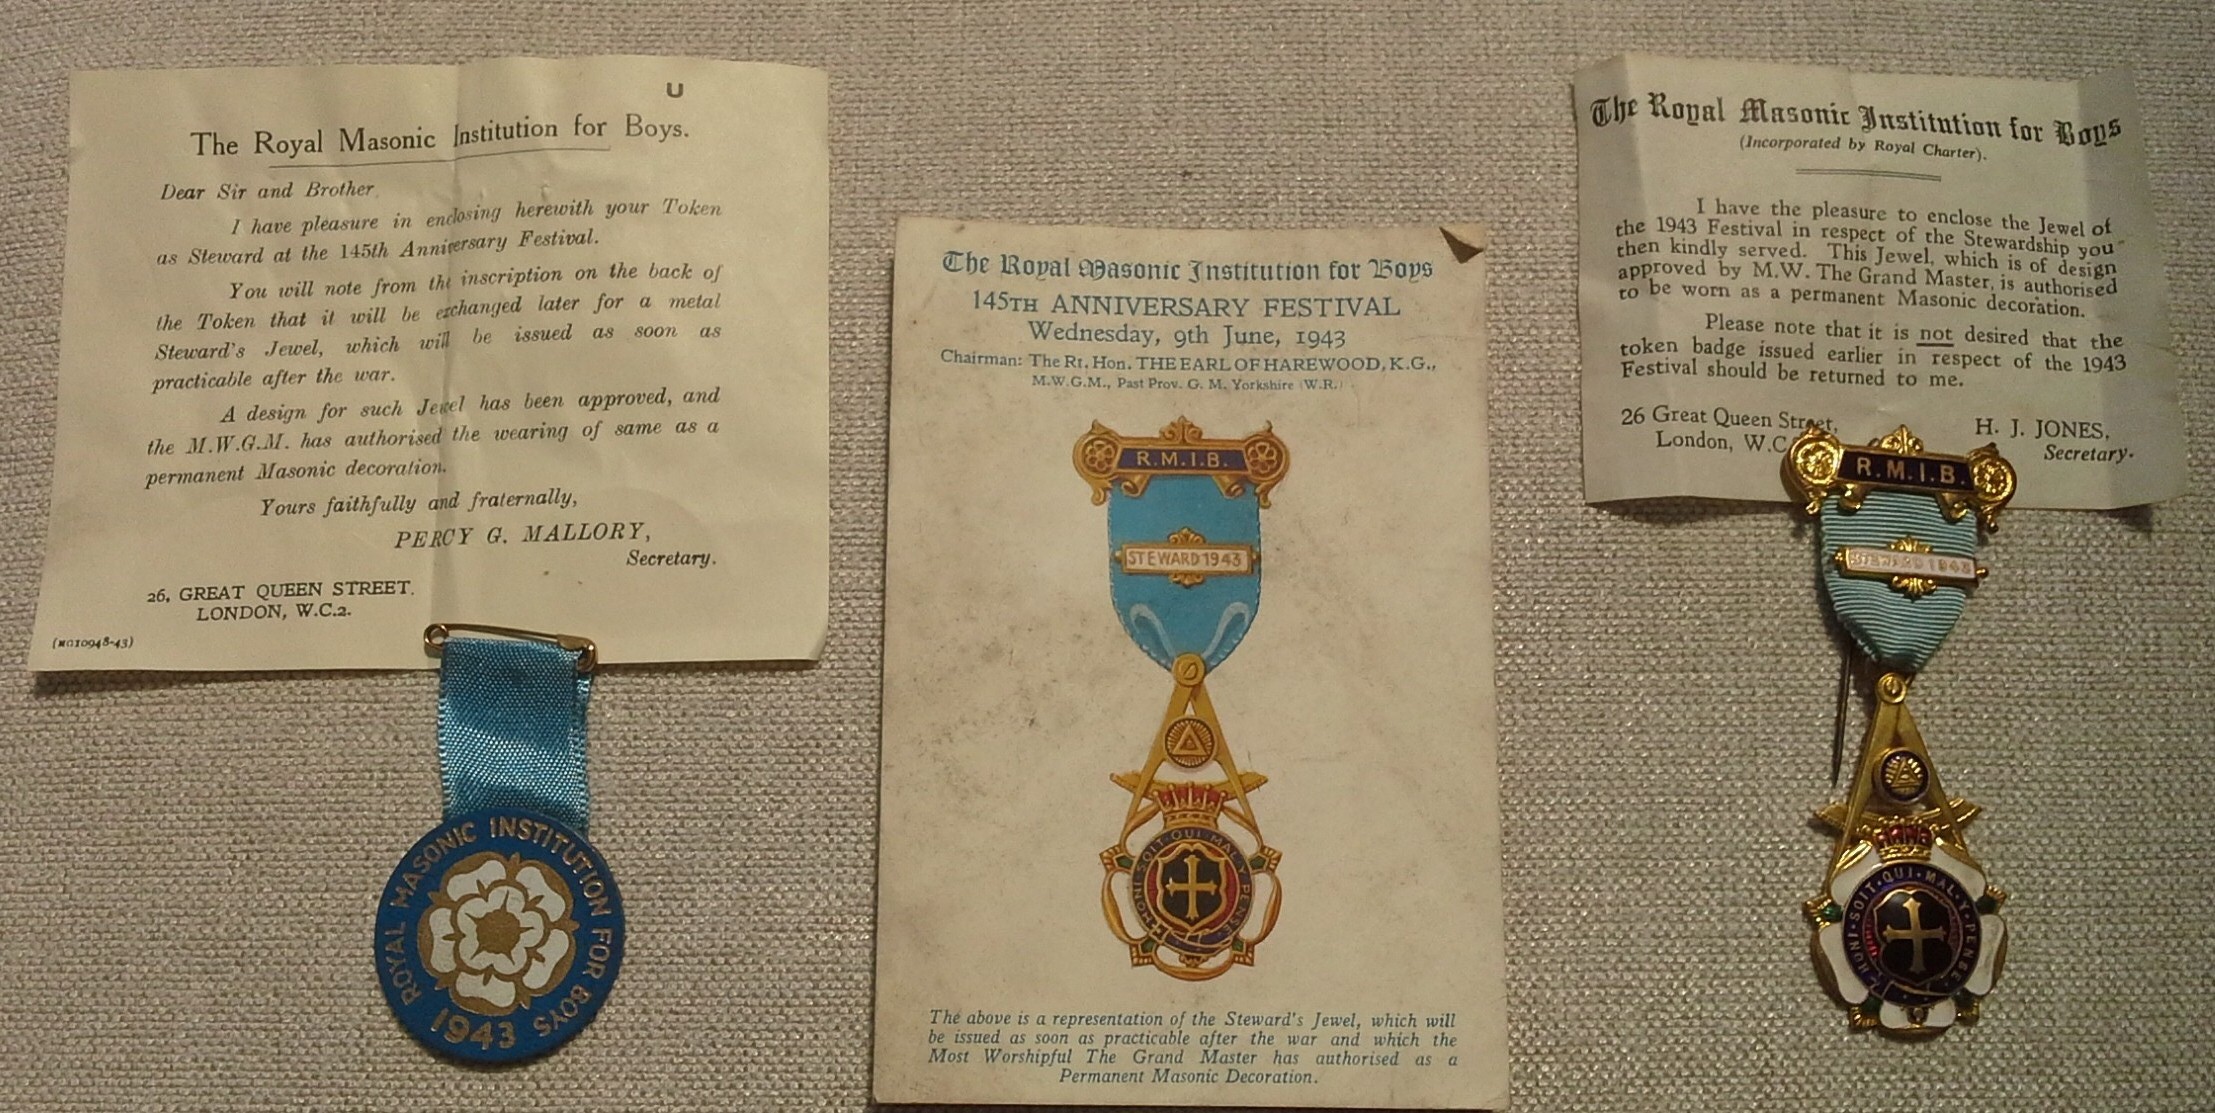 U
The Royal Masonic Institution for Boys.
Dear Sir and Brother,
I have pleasure in enclosing herewith your Token
as Steward at the 145th Anniversary Festival.
You will note from the inscription on the back of
the Token that it will be exchanged later for a metal
Steward's Jewel, which will be issued as soon as
practicable after the war.
A design for such Jewel has been approved, and
the M.W.G.M. has authorised the wearing of same as a
permanent Masonic decoration.
Yours faithfully and fraternally,
PERCY G. MALLORY,
Secretary.
26, GREAT QUEEN STREET,
LONDON, W.C.2.
(MG10948-43)
ROYAL MASONIC INSTITUTION FOR BOYS
1943
The Royal Masonic Institution for Boys
145TH ANNIVERSARY FESTIVAL
Wednesday, 9th June, 1943
Chairman: The Rt. Hon. THE EARL OF HAREWOOD, K.G.,
M.W.G.M., Past Prov. G. M. Yorkshire (W.R.)
R.M.I.B.
STEWARD 1943
HONI·SOIT·QUI·MAL·Y·PENSE
The above is a representation of the Steward's Jewel, which will
be issued as soon as practicable after the war and which the
Most Worshipful The Grand Master has authorised as a
Permanent Masonic Decoration.
The Royal Masonic Institution for Boys
(Incorporated by Royal Charter).
I have the pleasure to enclose the Jewel of
the 1943 Festival in respect of the Stewardship you
then kindly served. This Jewel, which is of design
approved by M.W. The Grand Master, is authorised
to be worn as a permanent Masonic decoration.
Please note that it is not desired that the
token badge issued earlier in respect of the 1943
Festival should be returned to me.
26 Great Queen Street,
London, W.C
H. J. JONES,
Secretary.
R.M.I.B.
STEWARD 1943
HONI·SOIT·QUI·MAL·Y·PENSE